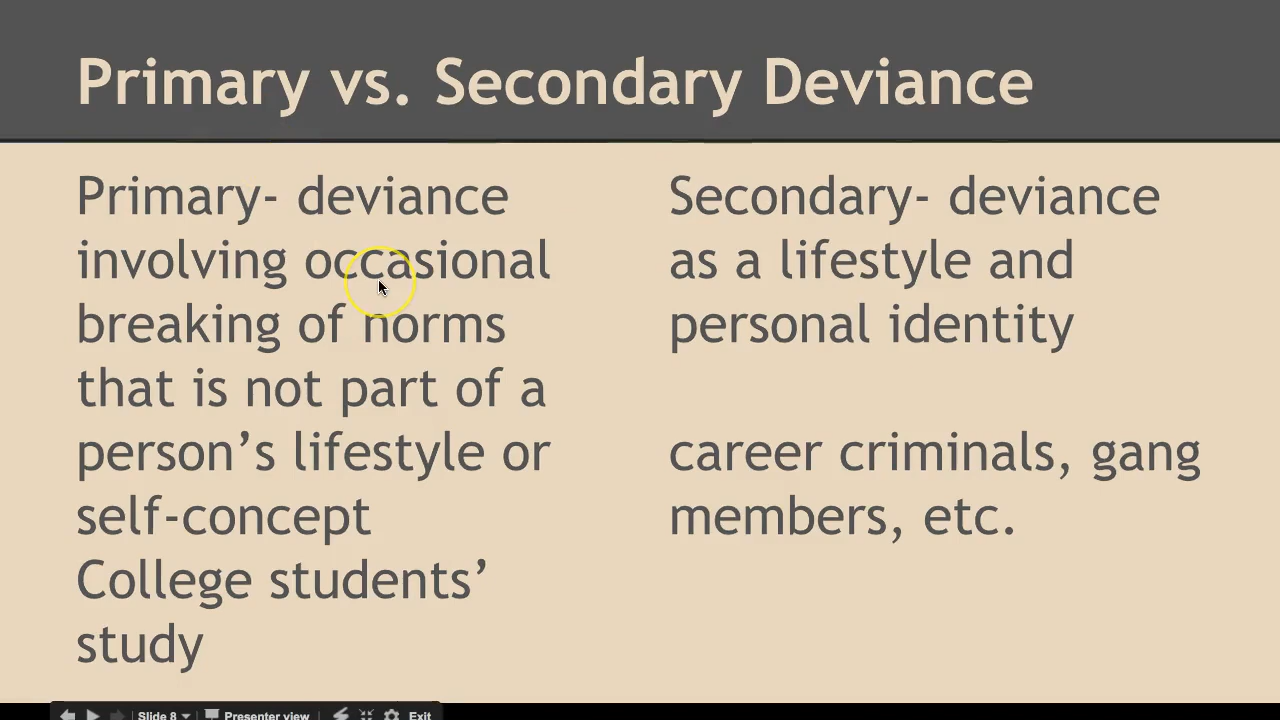 Primary vs. Secondary Deviance
Primary- deviance
involving occasional
breaking of norms
that is not part of a
person’s lifestyle or
self-concept
College students’
study
Secondary- deviance
as a lifestyle and
personal identity
career criminals, gang
members, etc.
Slide 8
Presenter view
Exit